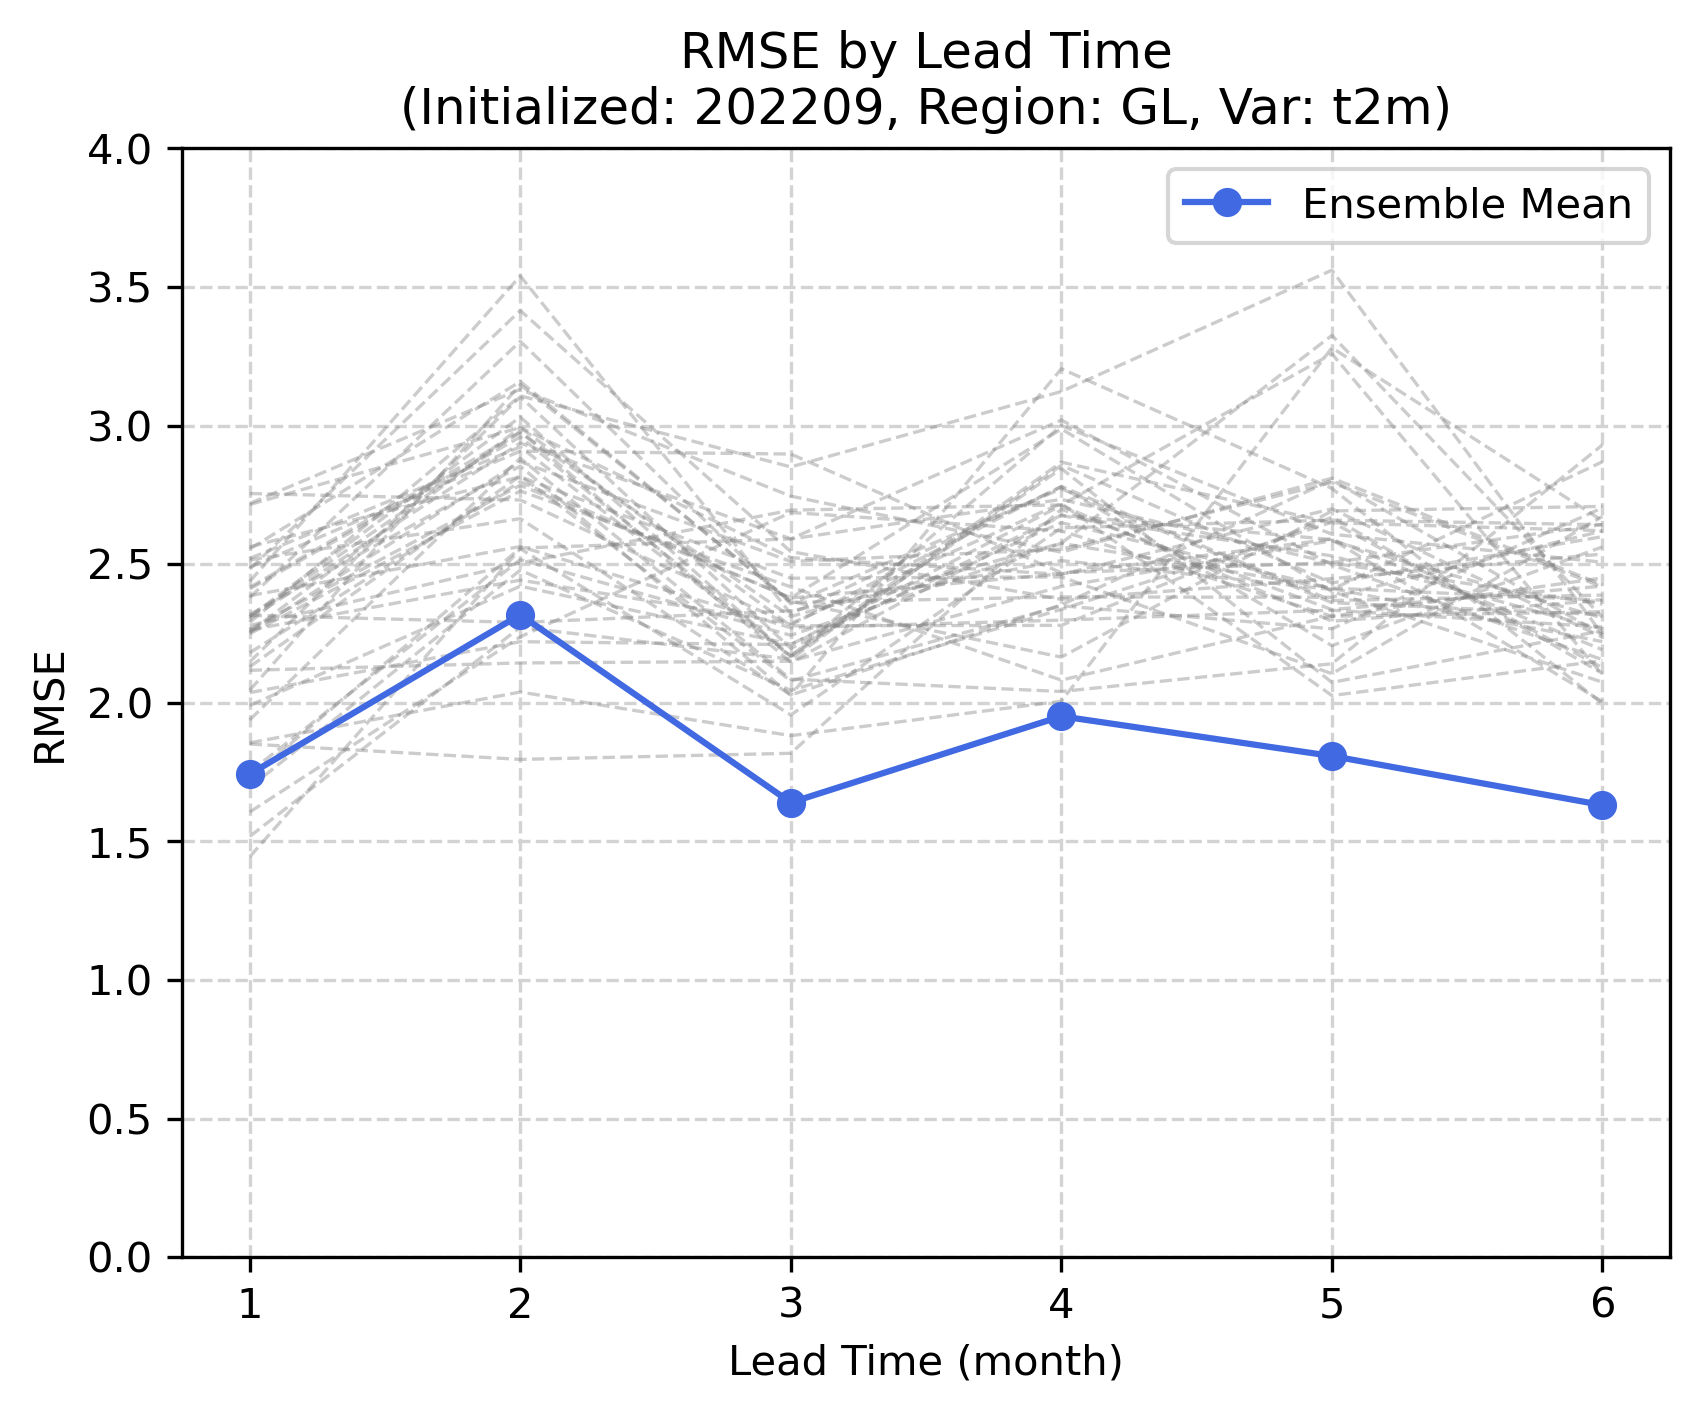 RMSE by Lead Time
(Initialized: 202209, Region: GL, Var: t2m)
Ensemble Mean
RMSE
4.0
3.5
3.0
2.5
2.0
1.5
1.0
0.5
0.0
1 2 3 4 5 6
Lead Time (month)